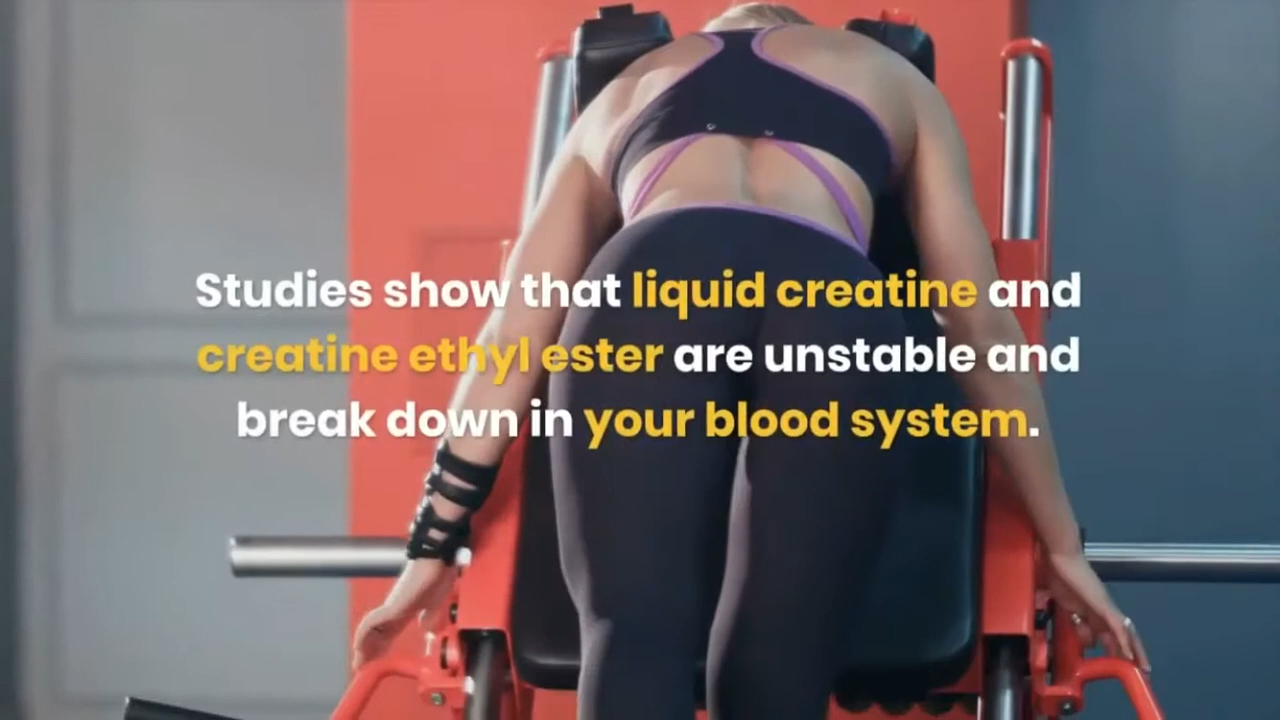 Studies show that liquid creatine and
creatine ethyl ester are unstable and
break down in your blood system.